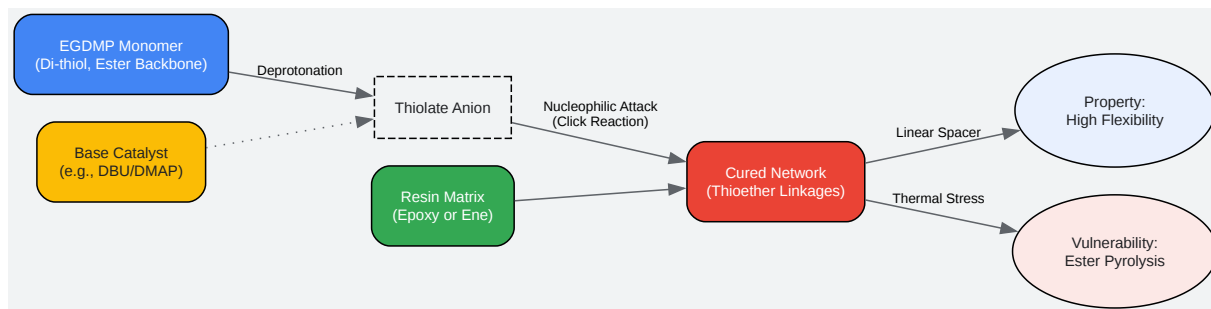 EGDMP Monomer
(Di-thiol, Ester Backbone)
Deprotonation
Base Catalyst
(e.g., DBU/DMAP)
Thiolate Anion
Nucleophilic Attack
(Click Reaction)
Resin Matrix
(Epoxy or Ene)
Cured Network
(Thioether Linkages)
Linear Spacer
Property:
High Flexibility
Thermal Stress
Vulnerability:
Ester Pyrolysis